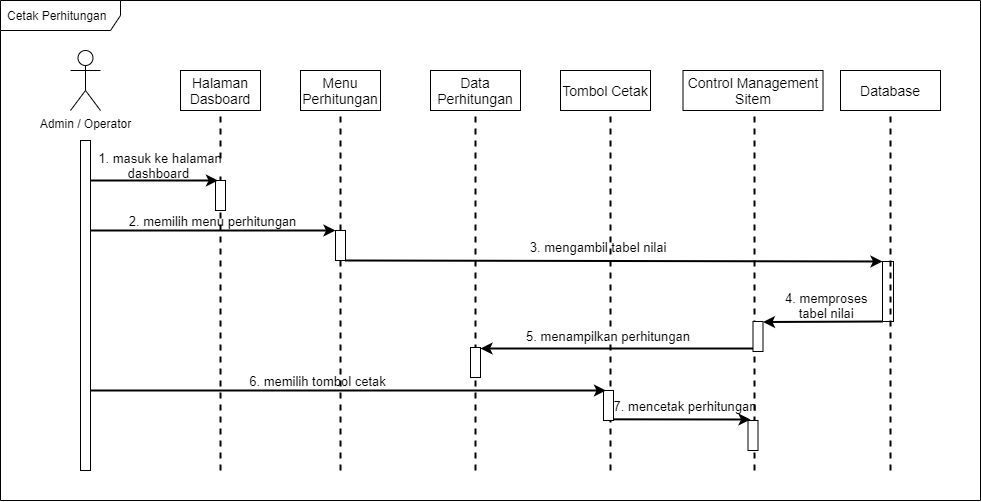 Cetak Perhitungan
Admin / Operator
Halaman
Dasboard
Menu
Perhitungan
Data
Perhitungan
Tombol Cetak
Control Management
Sitem
Database
1. masuk ke halaman
dashboard
2. memilih menu perhitungan
3. mengambil tabel nilai
4. memproses
tabel nilai
5. menampilkan perhitungan
6. memilih tombol cetak
7. mencetak perhitungan